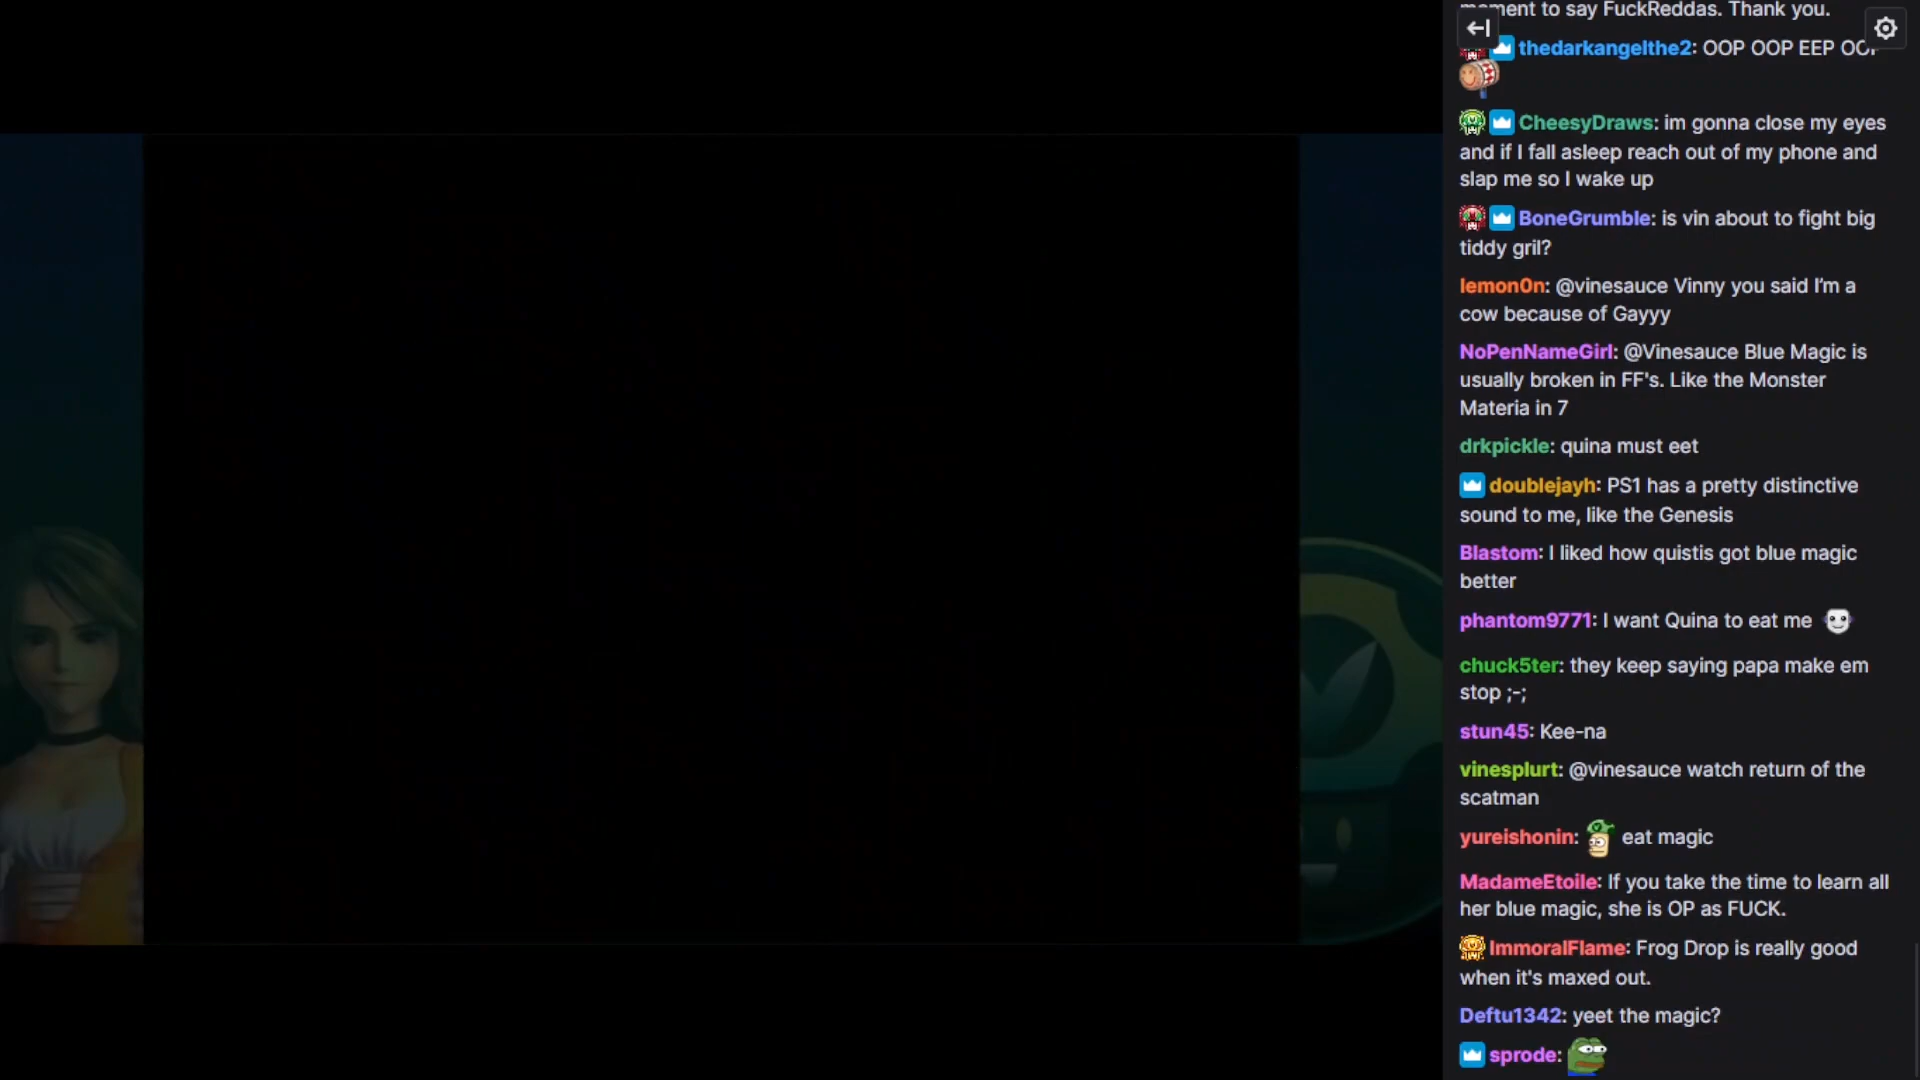 moment to say FuckReddas. Thank you.
thedarkangelthe2: OOP OOP EEP OOP
CheesyDraws: im gonna close my eyes
and if I fall asleep reach out of my phone and
slap me so I wake up
BoneGrumble: is vin about to fight big
tiddy gril?
lemon0n: @vinesauce Vinny you said I'm a
cow because of Gayyy
NoPenNameGirl: @Vinesauce Blue Magic is
usually broken in FF's. Like the Monster
Materia in 7
drkpickle: quina must eet
doublejayh: PS1 has a pretty distinctive
sound to me, like the Genesis
Blastom: I liked how quistis got blue magic
better
phantom9771: I want Quina to eat me
chuck5ter: they keep saying papa make em
stop ;-;
stun45: Kee-na
vinesplurt: @vinesauce watch return of the
scatman
yureishonin: eat magic
MadameEtoile: If you take the time to learn all
her blue magic, she is OP as FUCK.
ImmoralFlame: Frog Drop is really good
when it's maxed out.
Deftu1342: yeet the magic?
sprode: